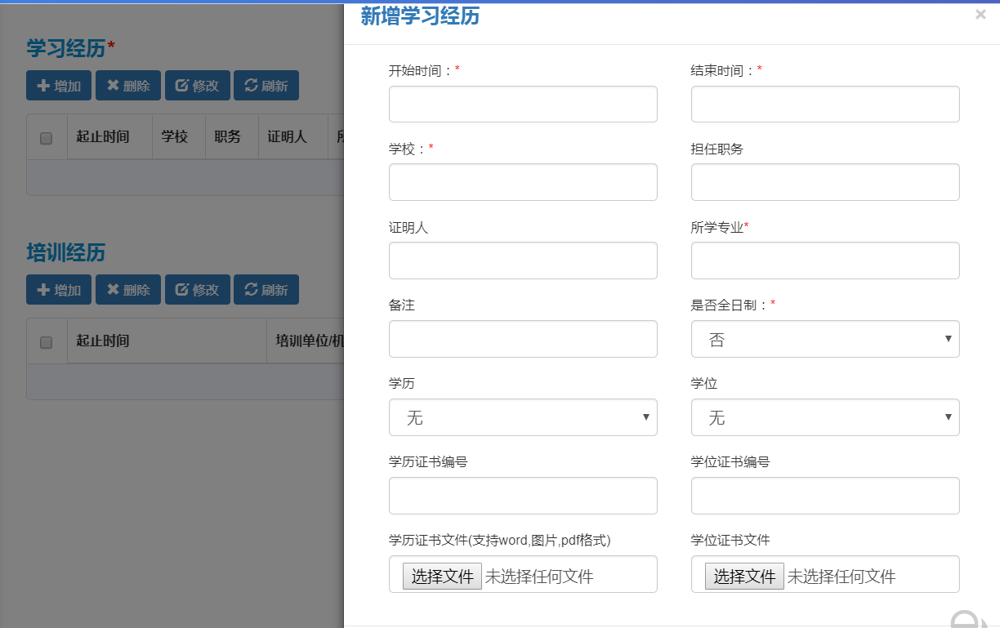 学习经历*
增加 删除 修改 刷新
起止时间 学校 职务 证明人
培训经历
增加 删除 修改 刷新
起止时间 培训单位/机
新增学习经历 ×
开始时间：* 结束时间：*
学校：* 担任职务
证明人 所学专业*
备注 是否全日制：*
否
学历 学位
无 无
学历证书编号 学位证书编号
学历证书文件(支持word,图片,pdf格式) 学位证书文件
选择文件 未选择任何文件 选择文件 未选择任何文件